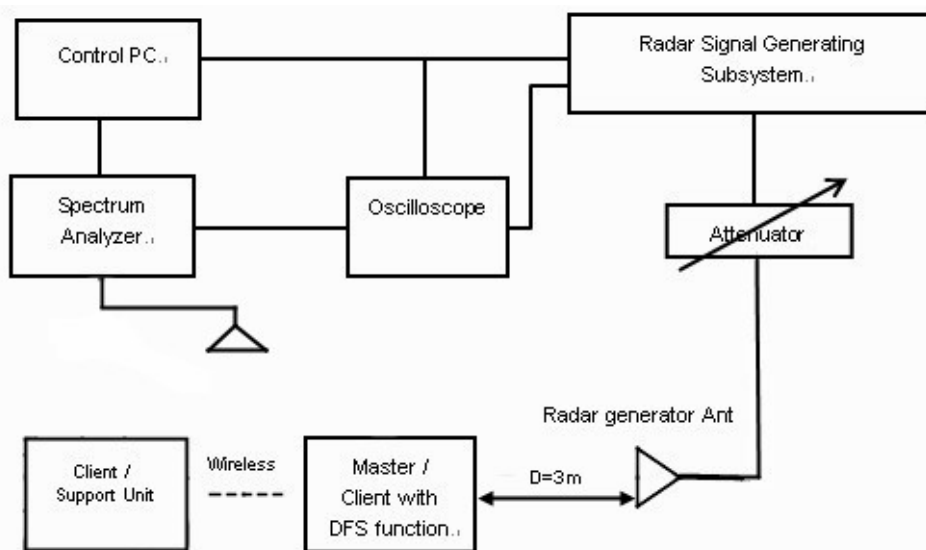 Control PC.
Radar Signal Generating
Subsystem.
Spectrum
Analyzer.
Oscilloscope
Attenuator
Radar generator Ant
Client /
Support Unit
Wireless
Master /
Client with
DFS function.
D=3m